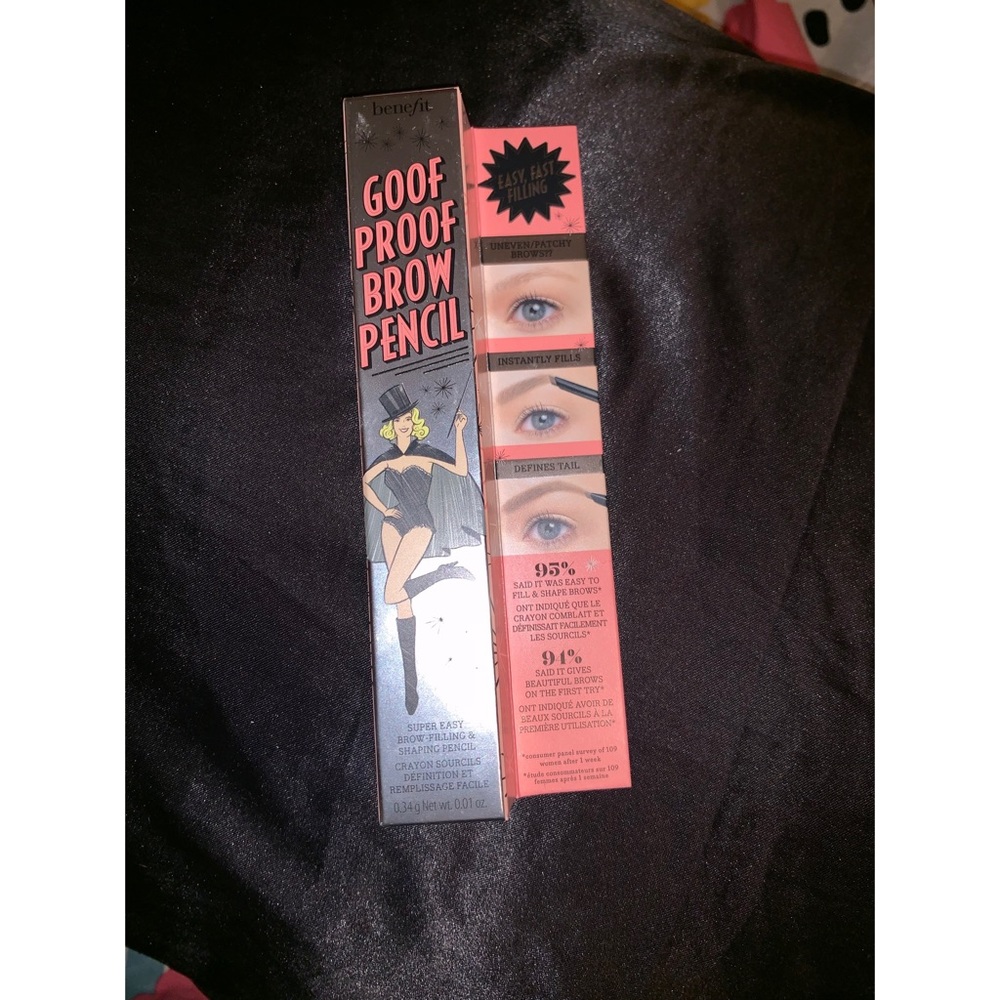 benefit
GOOF
PROOF
BROW
PENCIL
SUPER EASY
BROW-FILLING &
SHAPING PENCIL
CRAYON SOURCILS
DÉFINITION ET
REMPLISSAGE FACILE
0.34 g Net wt. 0.01 oz.
EASY, FAST
FILLING
UNEVEN/PATCHY
BROWS??
INSTANTLY FILLS
DEFINES TAIL
95%
SAID IT WAS EASY TO
FILL & SHAPE BROWS*
ONT INDIQUÉ QUE LE
CRAYON COMBLAIT ET
DÉFINISSAIT FACILEMENT
LES SOURCILS*
94%
SAID IT GIVES
BEAUTIFUL BROWS
ON THE FIRST TRY*
ONT INDIQUÉ AVOIR DE
BEAUX SOURCILS À LA
PREMIÈRE UTILISATION*
*consumer panel survey of 109
women after 1 week
*étude consommateurs sur 109
femmes après 1 semaine